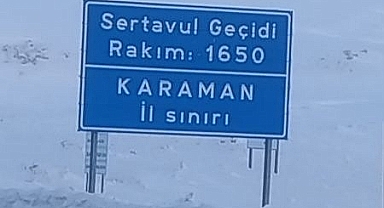 Sertavul Geçidi
Rakım: 1650
KARAMAN
İl sınırı